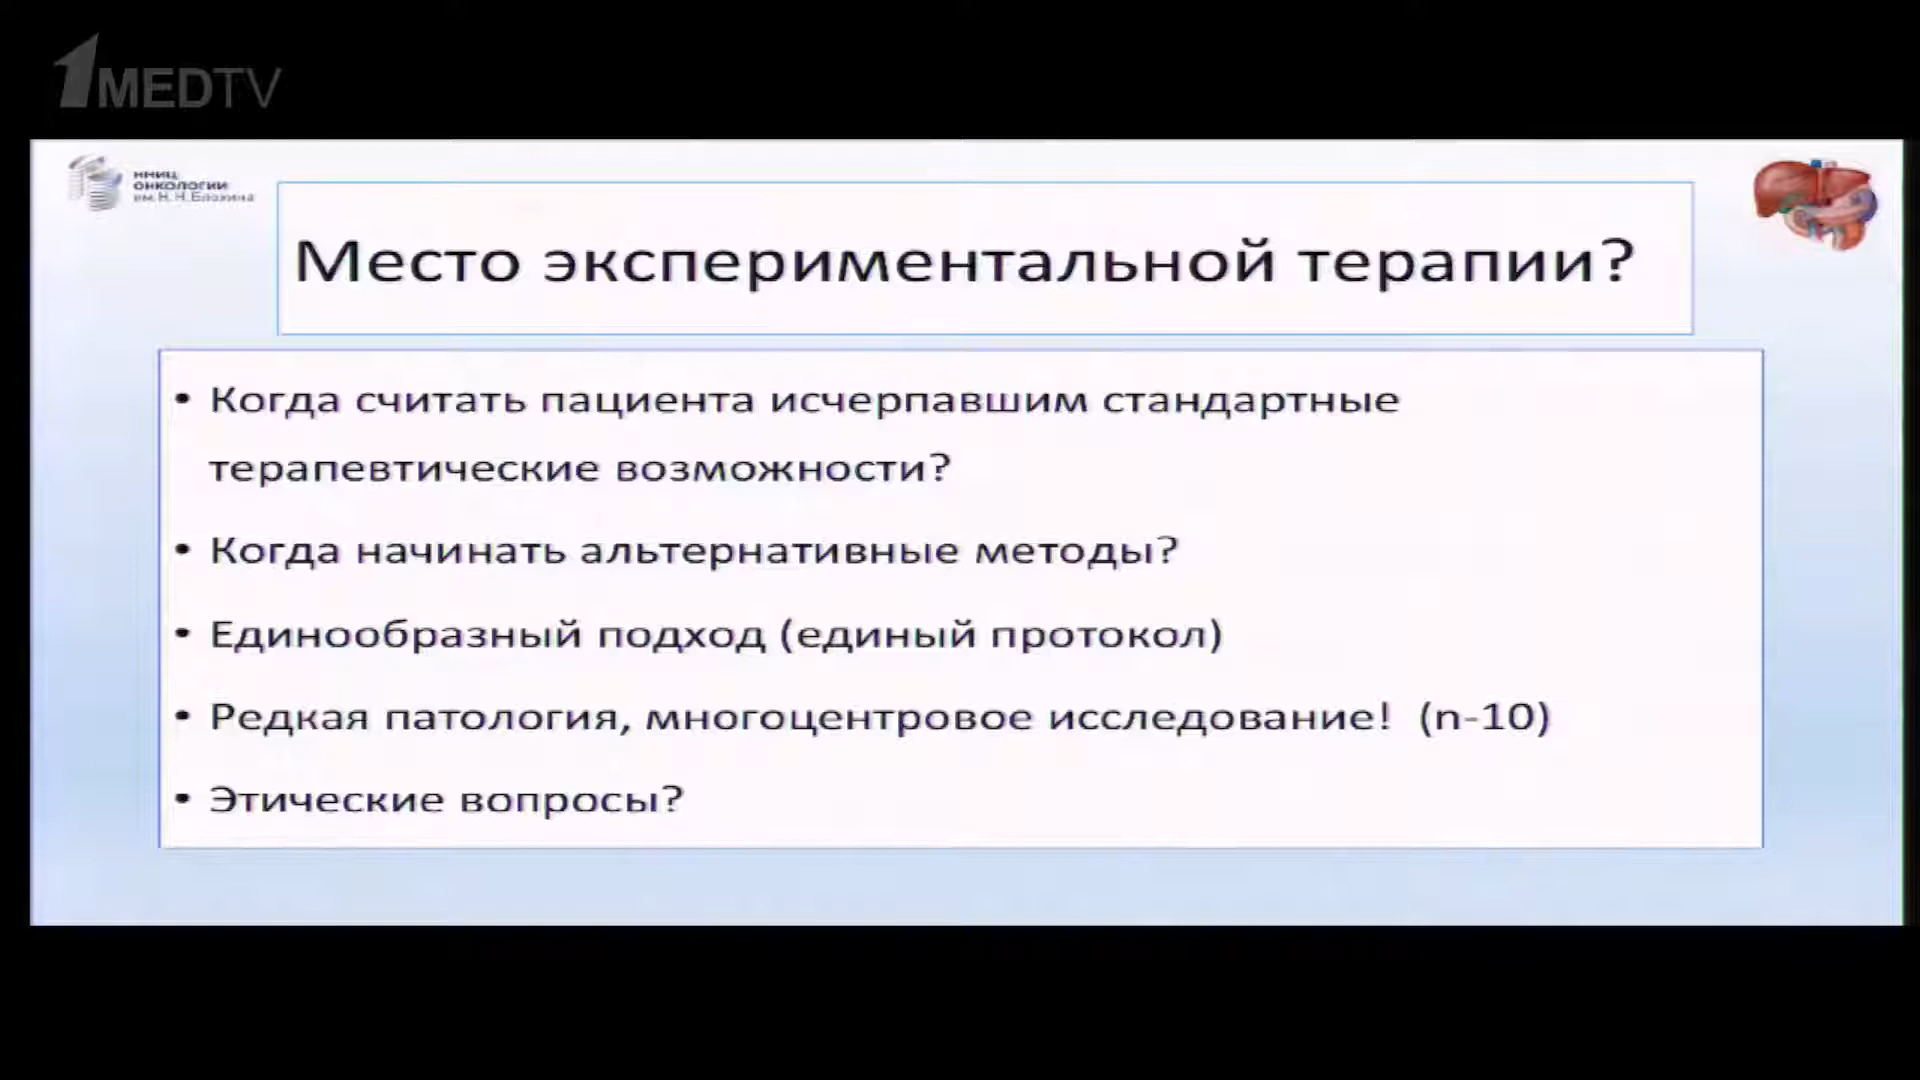 1MEDTV
ННИЦ
ОНКОЛОГИИ
им. Н. Н. Блохина
Место экспериментальной терапии?
• Когда считать пациента исчерпавшим стандартные
терапевтические возможности?
• Когда начинать альтернативные методы?
• Единообразный подход (единый протокол)
• Редкая патология, многоцентровое исследование! (n-10)
• Этические вопросы?